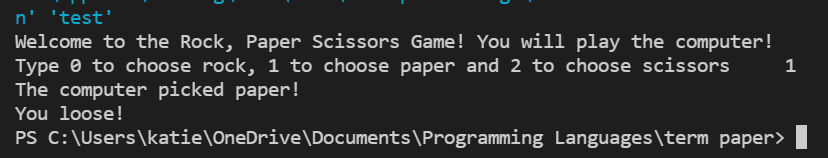 n' 'test'
Welcome to the Rock, Paper Scissors Game! You will play the computer!
Type 0 to choose rock, 1 to choose paper and 2 to choose scissors     1
The computer picked paper!
You loose!
PS C:\Users\katie\OneDrive\Documents\Programming Languages\term paper>